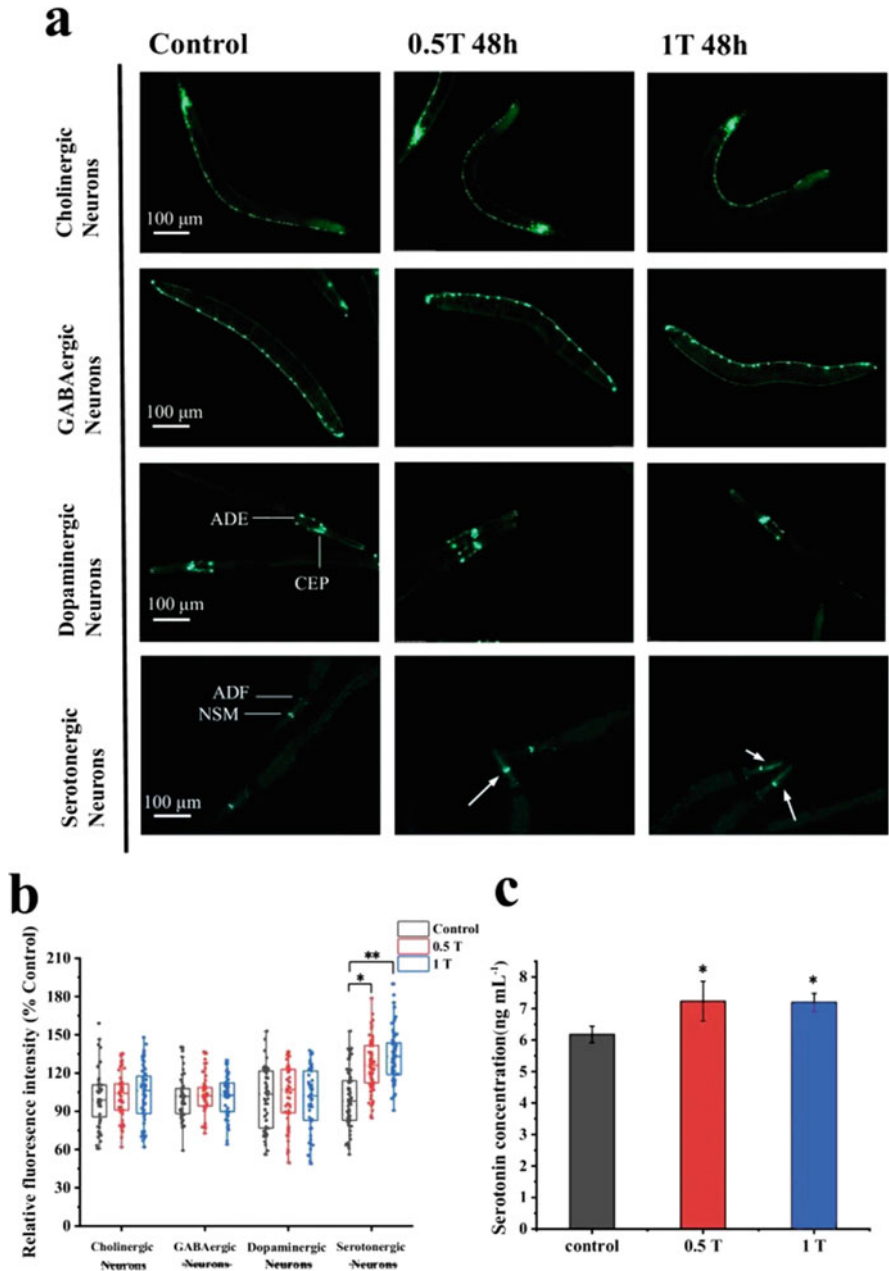 a
Control 0.5T 48h 1T 48h
Cholinergic
Neurons
100 μm
GABAergic
Neurons
100 μm
Dopaminergic
Neurons
ADE
CEP
100 μm
Serotonergic
Neurons
ADF
NSM
100 μm
b
Relative fluoresence intensity (% Control)
210
180
150
120
90
60
30
0
Control
0.5 T
1 T
**
*
Cholinergic GABAergic Dopaminergic Serotonergic
Neurons Neurons Neurons Neurons
c
Serotonin concentration(ng mL⁻¹)
8
7
6
5
4
3
2
1
0
* *
control 0.5 T 1 T